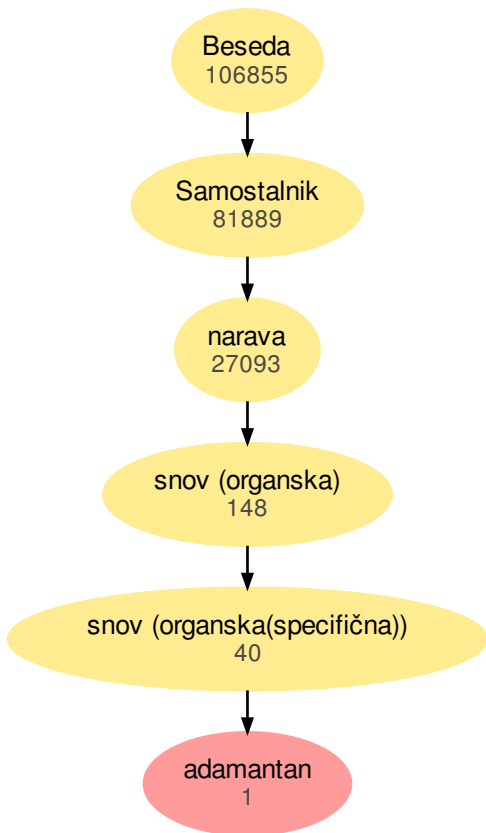 Beseda
106855
Samostalnik
81889
narava
27093
snov (organska)
148
snov (organska(specifična))
40
adamantan
1